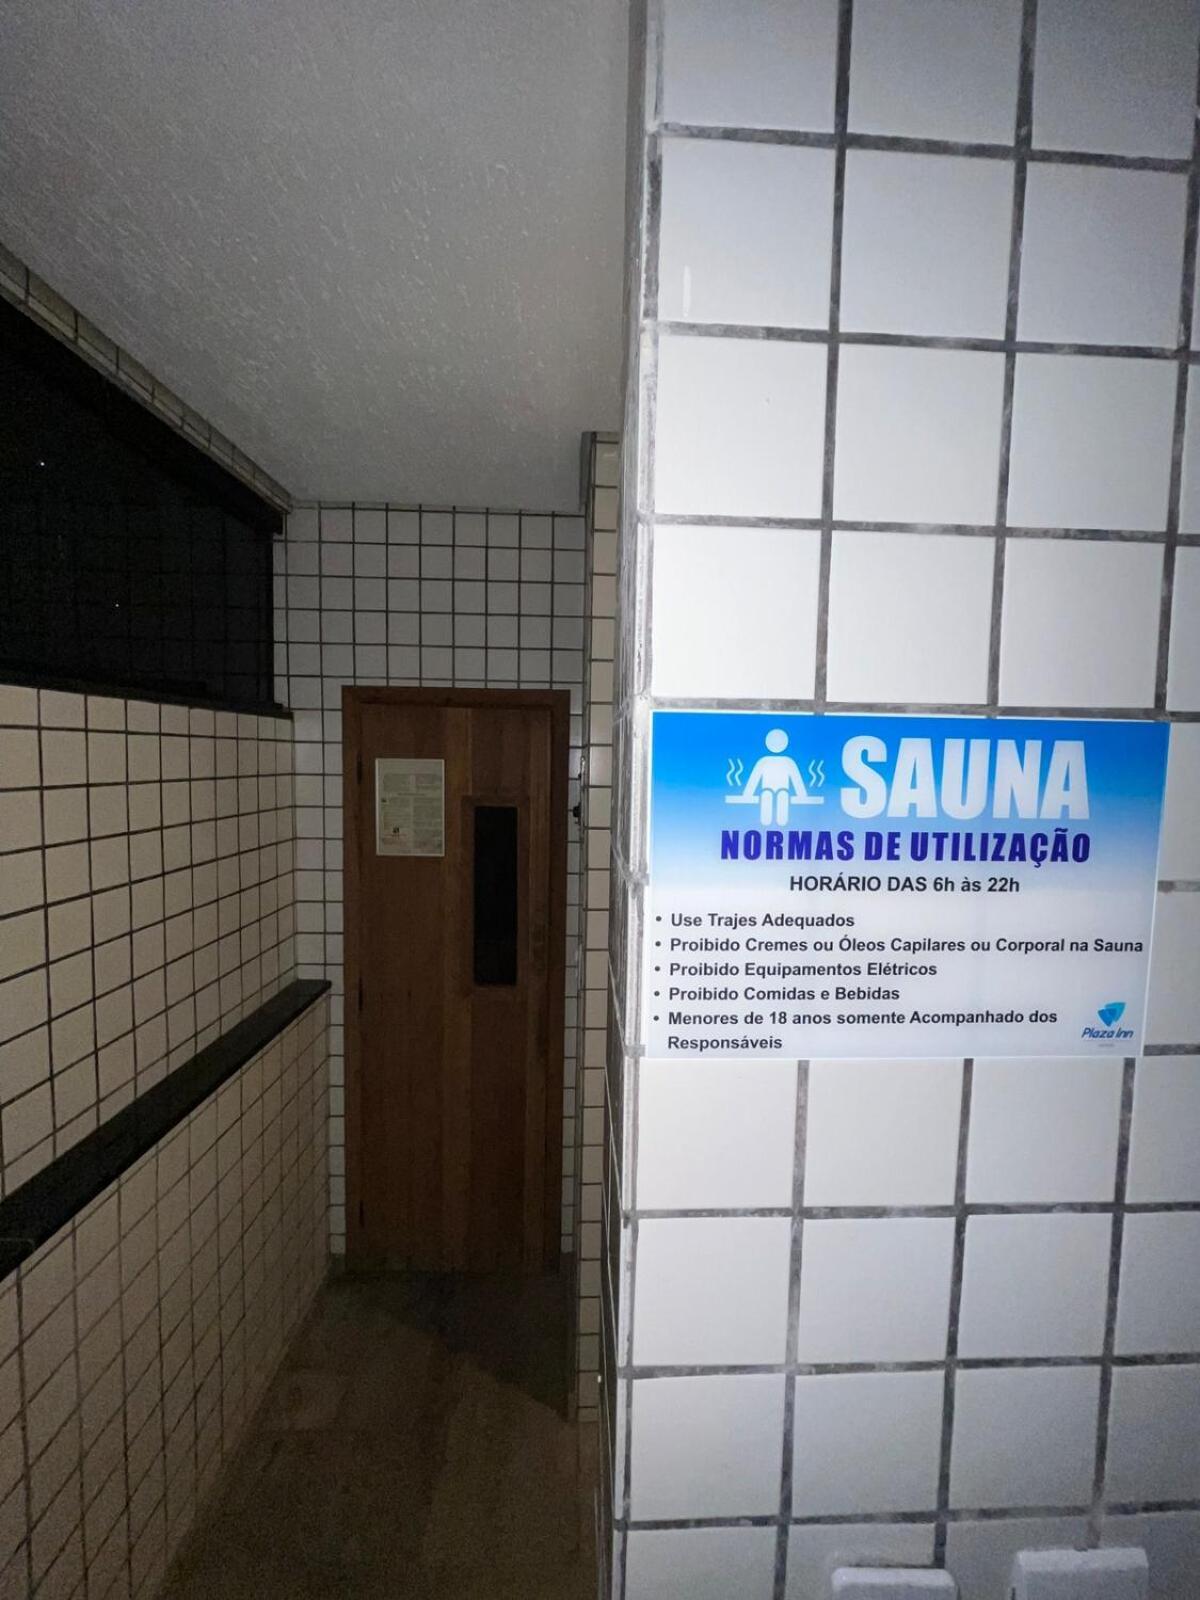 SAUNA
NORMAS DE UTILIZAÇÃO
HORÁRIO DAS 6h às 22h
• Use Trajes Adequados
• Proibido Cremes ou Óleos Capilares ou Corporal na Sauna
• Proibido Equipamentos Elétricos
• Proibido Comidas e Bebidas
• Menores de 18 anos somente Acompanhado dos
Responsáveis
Plaza Inn